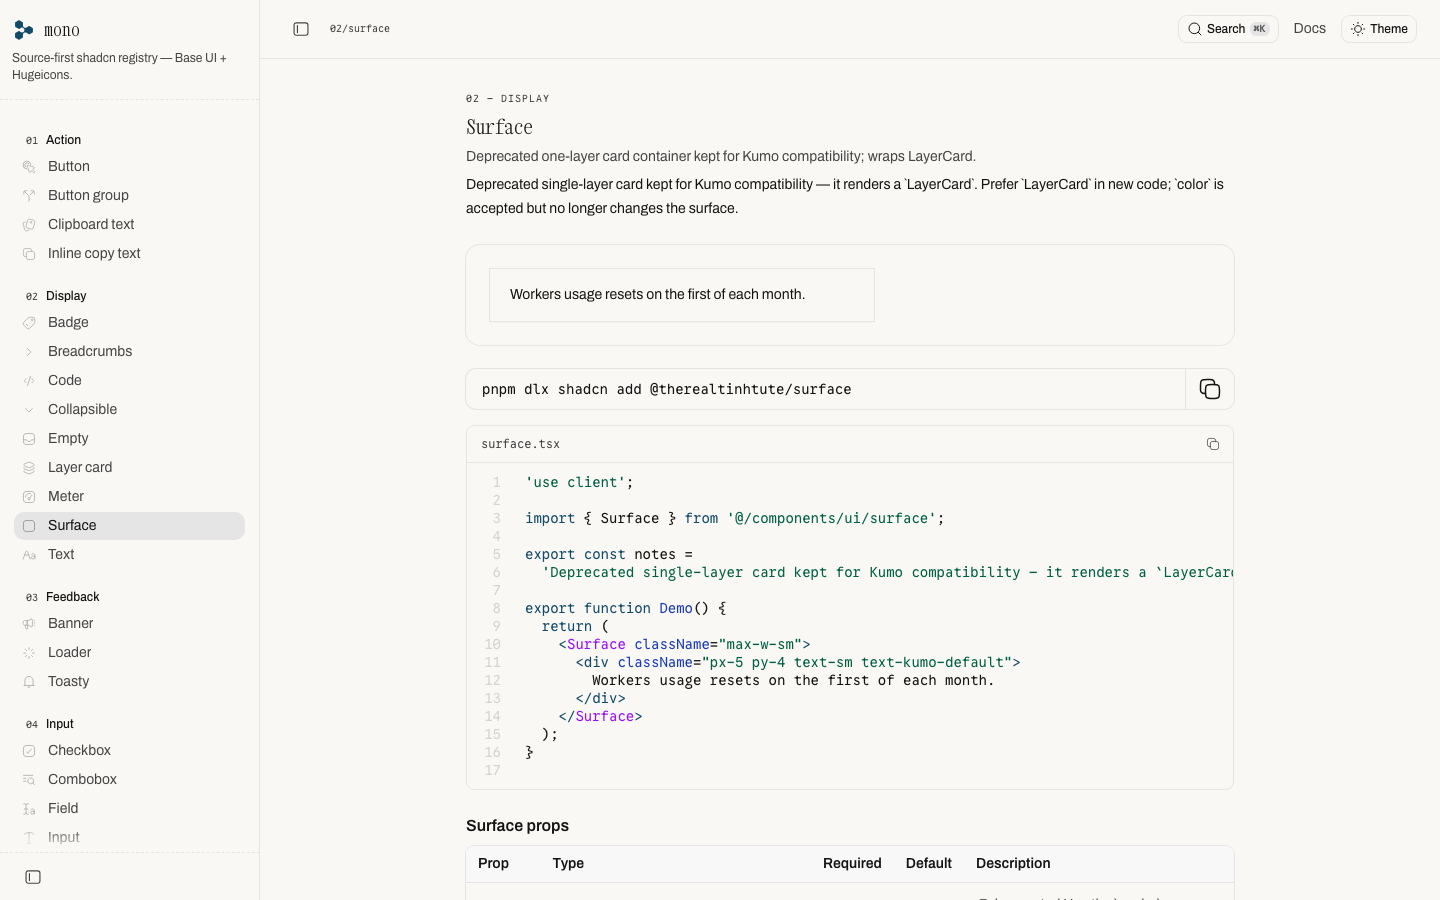 mono
Source-first shadcn registry — Base UI +
Hugeicons.
01 Action
Button
Button group
Clipboard text
Inline copy text
02 Display
Badge
Breadcrumbs
Code
Collapsible
Empty
Layer card
Meter
Surface
Text
03 Feedback
Banner
Loader
Toasty
04 Input
Checkbox
Combobox
Field
Input
02/surface
Search ⌘K
Docs
Theme
02 — DISPLAY
Surface
Deprecated one-layer card container kept for Kumo compatibility; wraps LayerCard.
Deprecated single-layer card kept for Kumo compatibility — it renders a `LayerCard`. Prefer `LayerCard` in new code; `color` is
accepted but no longer changes the surface.
Workers usage resets on the first of each month.
pnpm dlx shadcn add @therealtinhtute/surface
surface.tsx
1 'use client';
2
3 import { Surface } from '@/components/ui/surface';
4
5 export const notes =
6 'Deprecated single-layer card kept for Kumo compatibility — it renders a `LayerCard
7
8 export function Demo() {
9 return (
10 <Surface className="max-w-sm">
11 <div className="px-5 py-4 text-sm text-kumo-default">
12 Workers usage resets on the first of each month.
13 </div>
14 </Surface>
15 );
16 }
17
Surface props
Prop Type Required Default Description